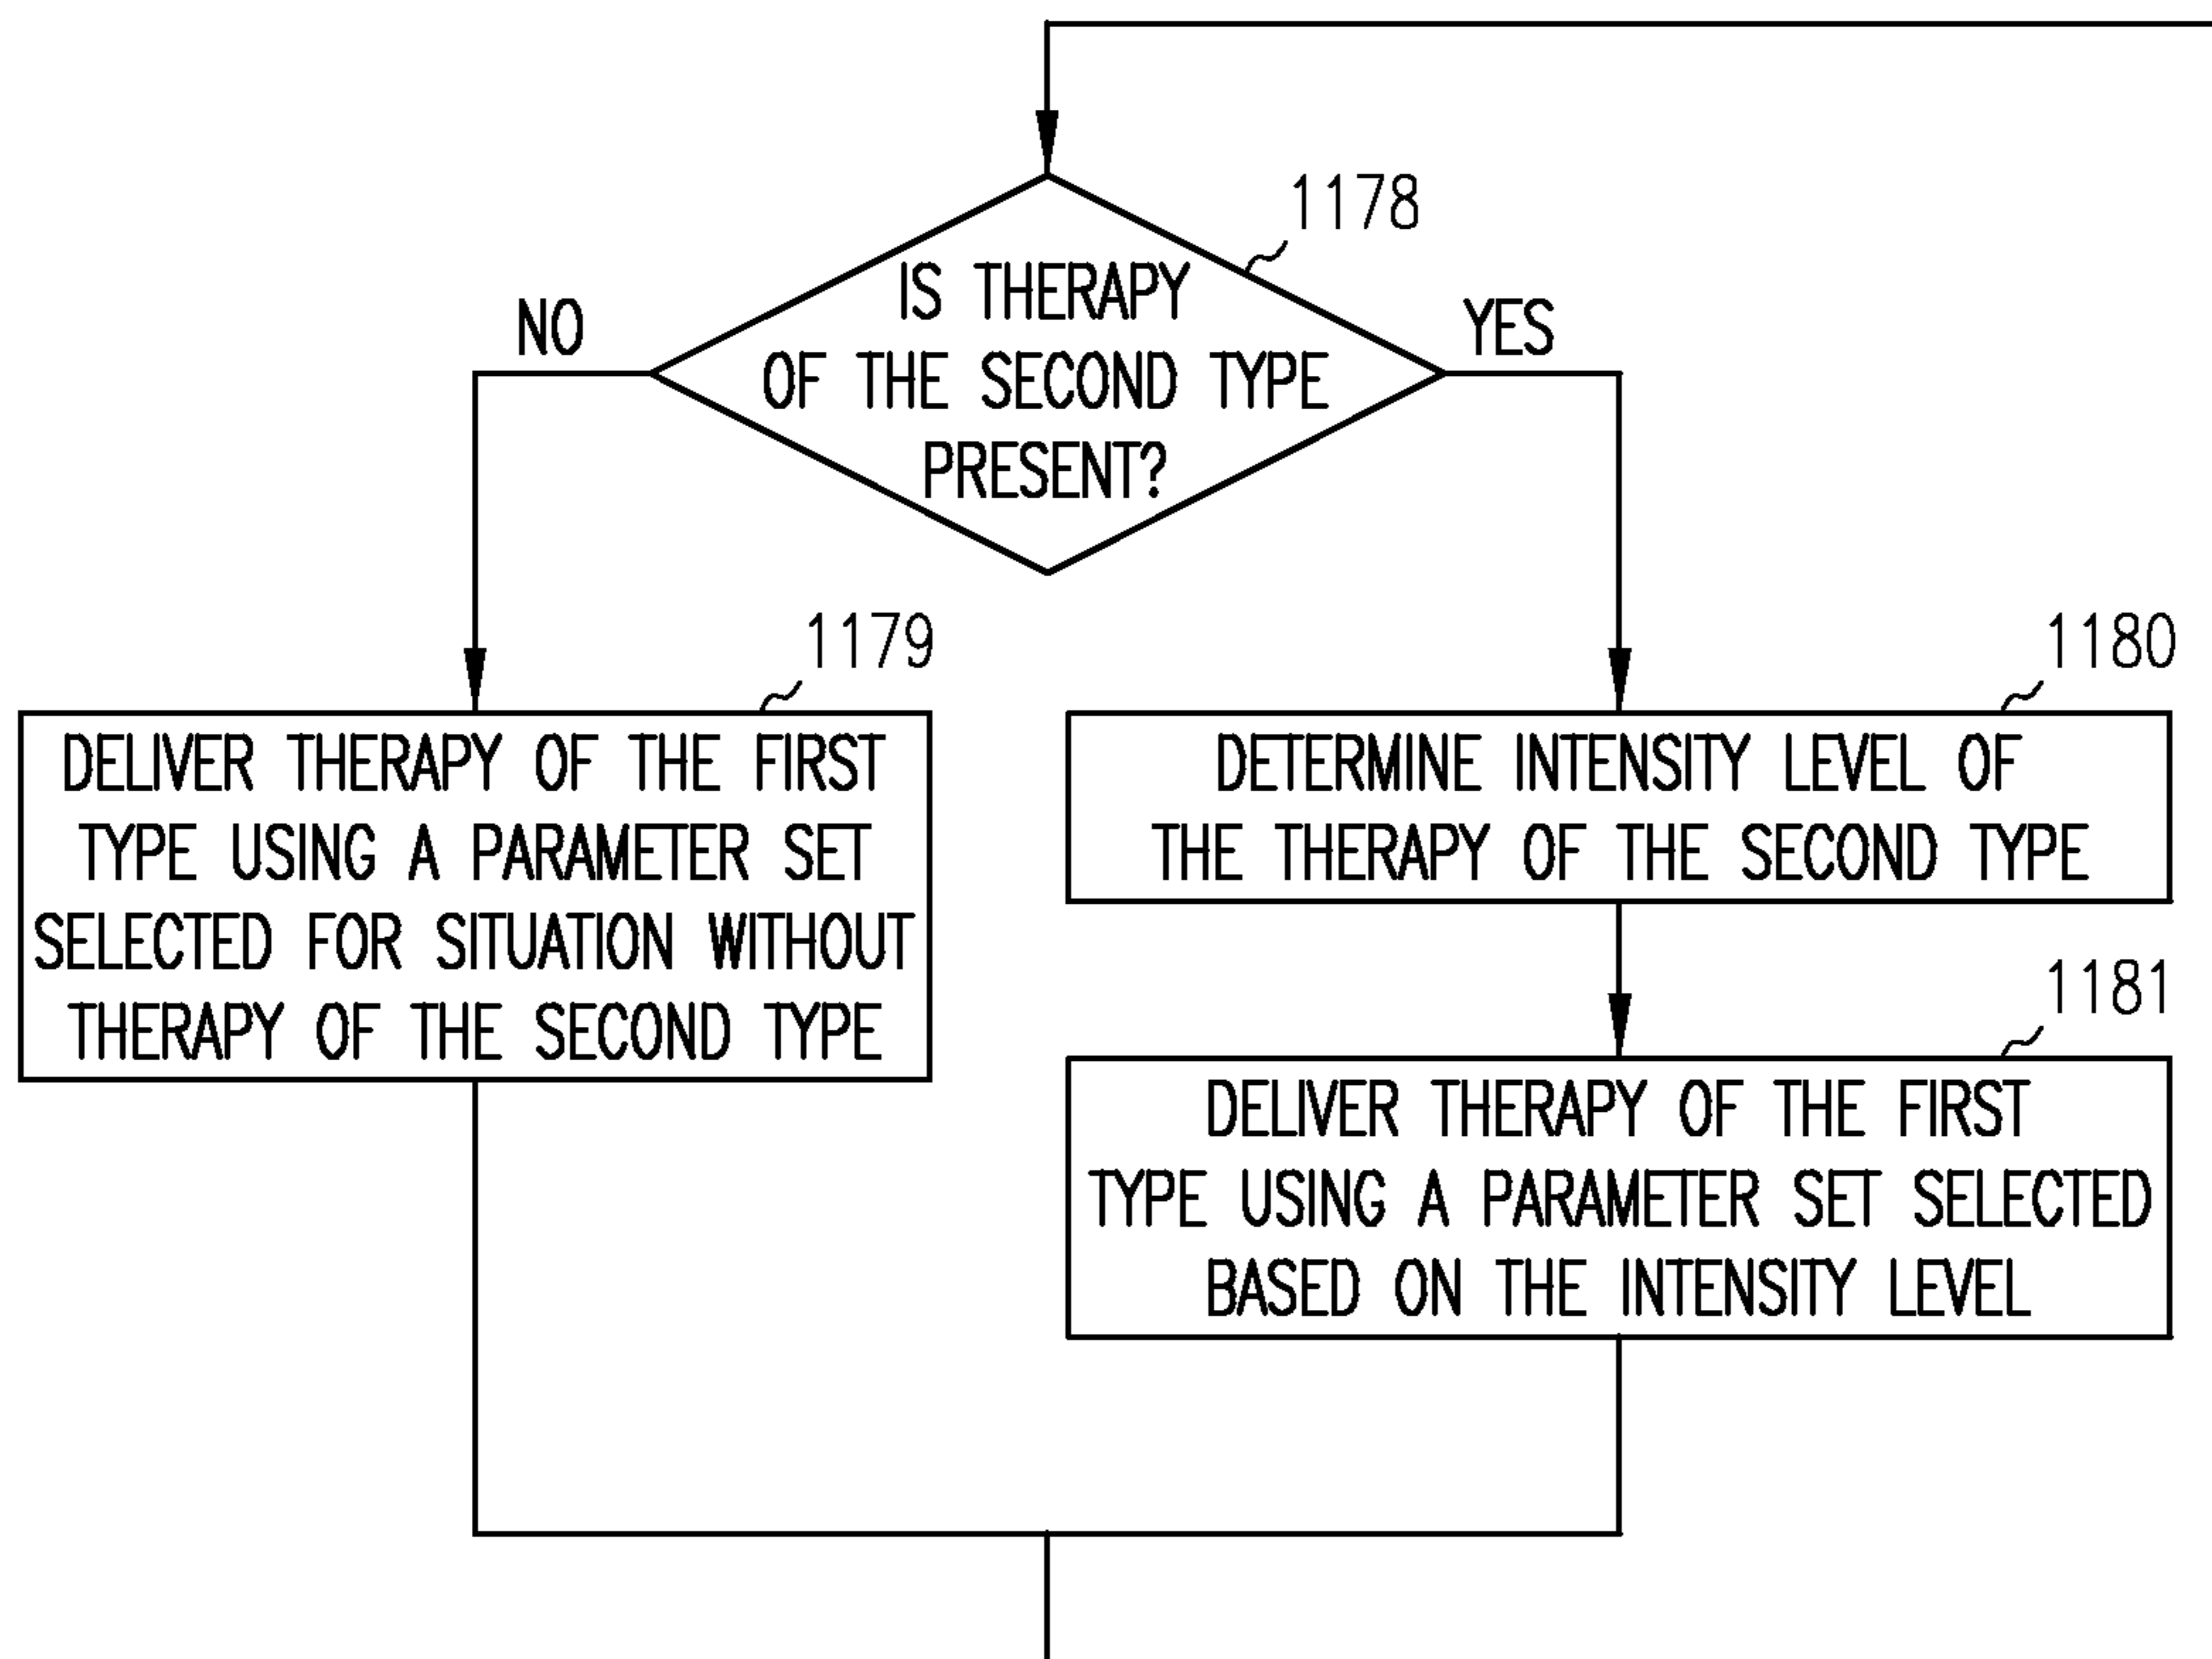 1178
IS THERAPY
OF THE SECOND TYPE
PRESENT?
NO
YES
1179
DELIVER THERAPY OF THE FIRST
TYPE USING A PARAMETER SET
SELECTED FOR SITUATION WITHOUT
THERAPY OF THE SECOND TYPE
1180
DETERMINE INTENSITY LEVEL OF
THE THERAPY OF THE SECOND TYPE
1181
DELIVER THERAPY OF THE FIRST
TYPE USING A PARAMETER SET SELECTED
BASED ON THE INTENSITY LEVEL